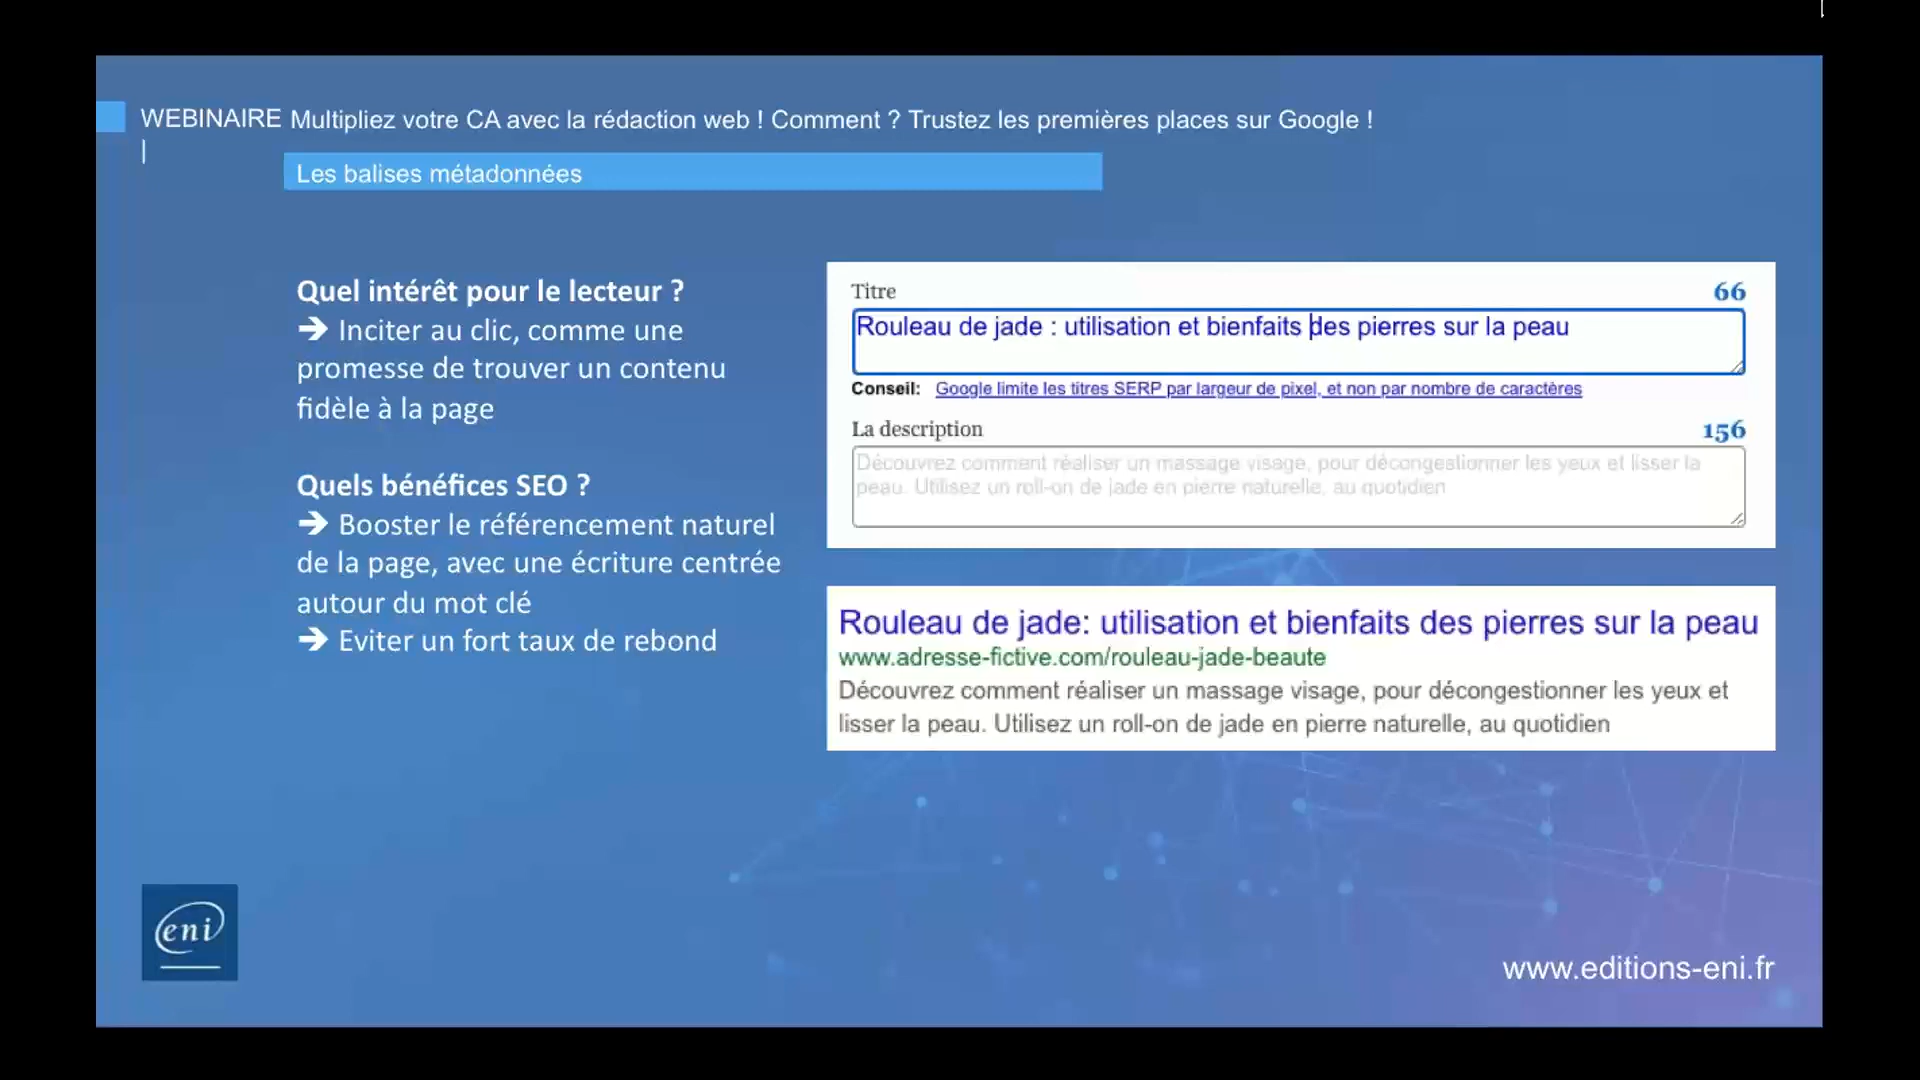 WEBINAIRE Multipliez votre CA avec la rédaction web ! Comment ? Trustez les premières places sur Google !
|
Les balises métadonnées
Quel intérêt pour le lecteur ?
➔ Inciter au clic, comme une
promesse de trouver un contenu
fidèle à la page
Quels bénéfices SEO ?
➔ Booster le référencement naturel
de la page, avec une écriture centrée
autour du mot clé
➔ Eviter un fort taux de rebond
Titre 66
Rouleau de jade : utilisation et bienfaits des pierres sur la peau
Conseil: Google limite les titres SERP par largeur de pixel, et non par nombre de caractères
La description 156
Découvrez comment réaliser un massage visage, pour décongestionner les yeux et lisser la
peau. Utilisez un roll-on de jade en pierre naturelle, au quotidien
Rouleau de jade: utilisation et bienfaits des pierres sur la peau
www.adresse-fictive.com/rouleau-jade-beaute
Découvrez comment réaliser un massage visage, pour décongestionner les yeux et
lisser la peau. Utilisez un roll-on de jade en pierre naturelle, au quotidien
eni
www.editions-eni.fr